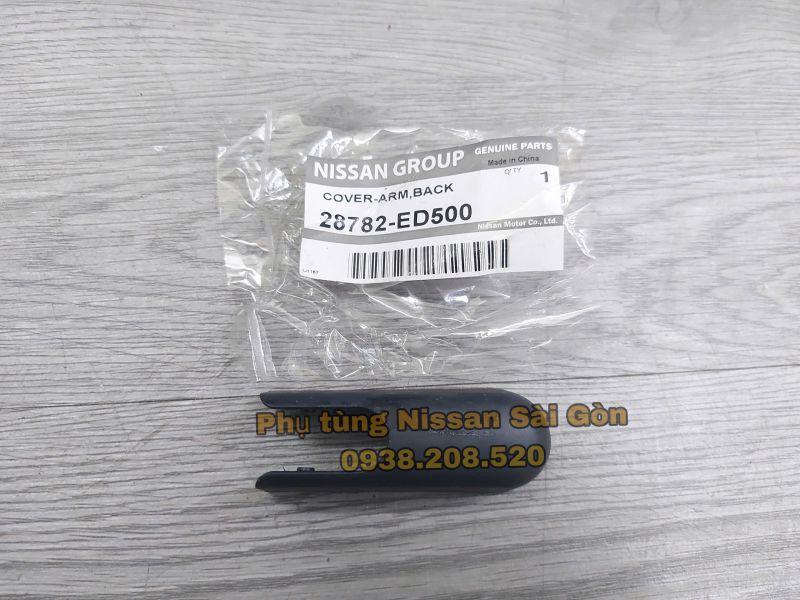 NISSAN GROUP
GENUINE PARTS
Made in China
COVER-ARM,BACK
Q'TY
1
28782-ED500
Nissan Motor Co., Ltd.
Phụ tùng Nissan Sài Gòn
0938.208.520